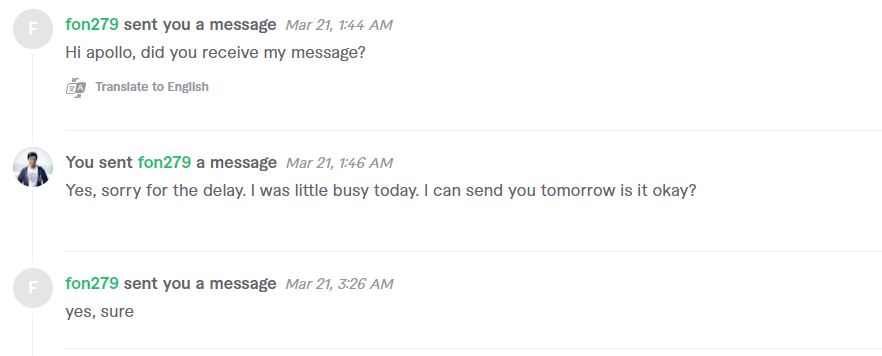 F
fon279 sent you a message Mar 21, 1:44 AM
Hi apollo, did you receive my message?
Translate to English
You sent fon279 a message Mar 21, 1:46 AM
Yes, sorry for the delay. I was little busy today. I can send you tomorrow is it okay?
F
fon279 sent you a message Mar 21, 3:26 AM
yes, sure